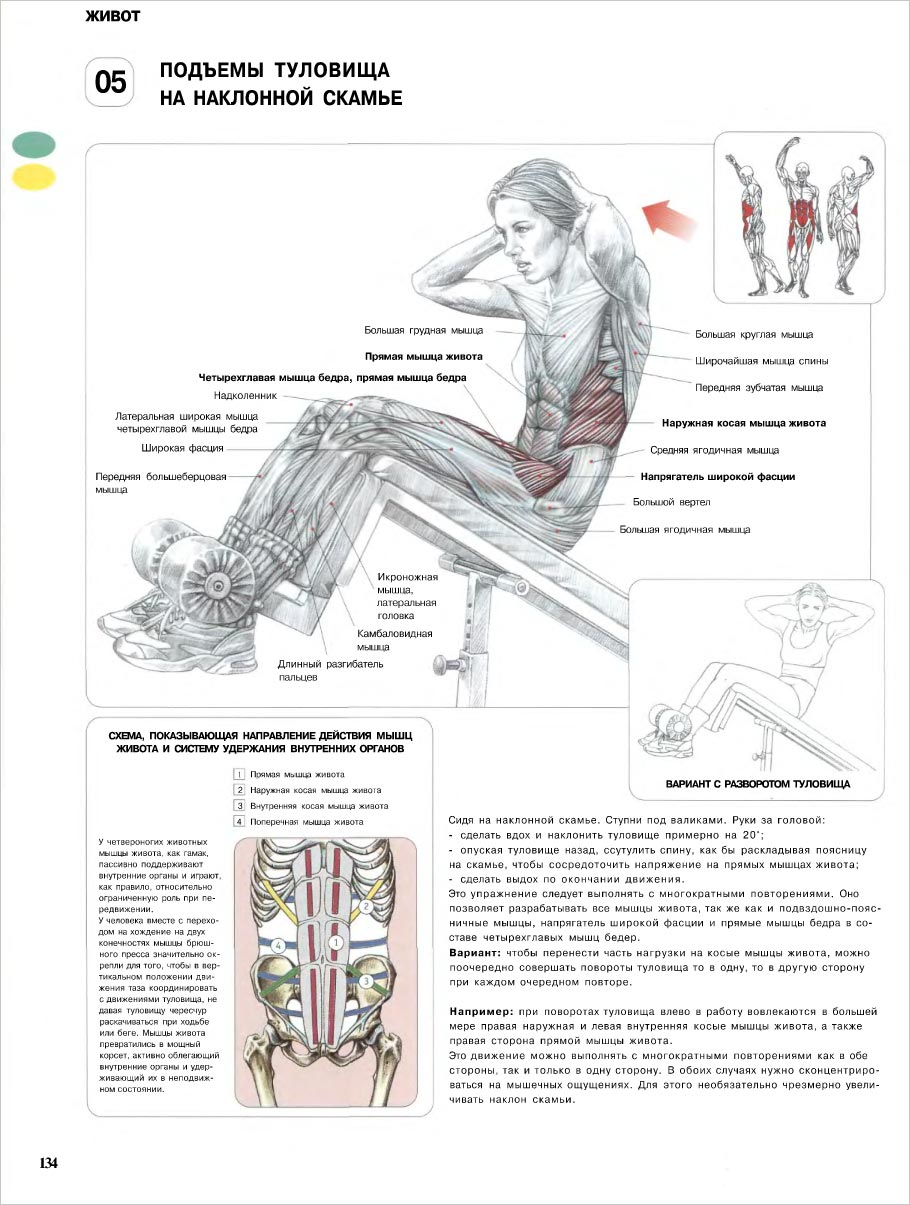 ЖИВОТ
05
ПОДЪЕМЫ ТУЛОВИЩА
НА НАКЛОННОЙ СКАМЬЕ
Большая грудная мышца
Прямая мышца живота
Четырехглавая мышца бедра, прямая мышца бедра
Надколенник
Латеральная широкая мышца
четырехглавой мышцы бедра
Широкая фасция
Передняя большеберцовая
мышца
Большая круглая мышца
Широчайшая мышца спины
Передняя зубчатая мышца
Наружная косая мышца живота
Средняя ягодичная мышца
Напрягатель широкой фасции
Большой вертел
Большая ягодичная мышца
Икроножная
мышца,
латеральная
головка
Камбаловидная
мышца
Длинный разгибатель
пальцев
ВАРИАНТ С РАЗВОРОТОМ ТУЛОВИЩА
СХЕМА, ПОКАЗЫВАЮЩАЯ НАПРАВЛЕНИЕ ДЕЙСТВИЯ МЫШЦ
ЖИВОТА И СИСТЕМУ УДЕРЖАНИЯ ВНУТРЕННИХ ОРГАНОВ
1 Прямая мышца живота
2 Наружная косая мышца живота
3 Внутренняя косая мышца живота
4 Поперечная мышца живота
У четвероногих животных
мышцы живота, как гамак,
пассивно поддерживают
внутренние органы и играют,
как правило, относительно
ограниченную роль при пе-
редвижении.
У человека вместе с перехо-
дом на хождение на двух
конечностях мышцы брюш-
ного пресса значительно ок-
репли для того, чтобы в вер-
тикальном положении дви-
жения таза координировать
с движениями туловища, не
давая туловищу чересчур
раскачиваться при ходьбе
или беге. Мышцы живота
превратились в мощный
корсет, активно облегающий
внутренние органы и удер-
живающий их в неподвиж-
ном состоянии.
2
4
1
3
Сидя на наклонной скамье. Ступни под валиками. Руки за головой:
- сделать вдох и наклонить туловище примерно на 20°;
- опуская туловище назад, ссутулить спину, как бы раскладывая поясницу
на скамье, чтобы сосредоточить напряжение на прямых мышцах живота;
- сделать выдох по окончании движения.
Это упражнение следует выполнять с многократными повторениями. Оно
позволяет разрабатывать все мышцы живота, так же как и подвздошно-пояс-
ничные мышцы, напрягатель широкой фасции и прямые мышцы бедра в со-
ставе четырехглавых мышц бедер.
Вариант: чтобы перенести часть нагрузки на косые мышцы живота, можно
поочередно совершать повороты туловища то в одну, то в другую сторону
при каждом очередном повторе.
Например: при поворотах туловища влево в работу вовлекаются в большей
мере правая наружная и левая внутренняя косые мышцы живота, а также
правая сторона прямой мышцы живота.
Это движение можно выполнять с многократными повторениями как в обе
стороны, так и только в одну сторону. В обоих случаях нужно сконцентриро-
ваться на мышечных ощущениях. Для этого необязательно чрезмерно увели-
чивать наклон скамьи.
134